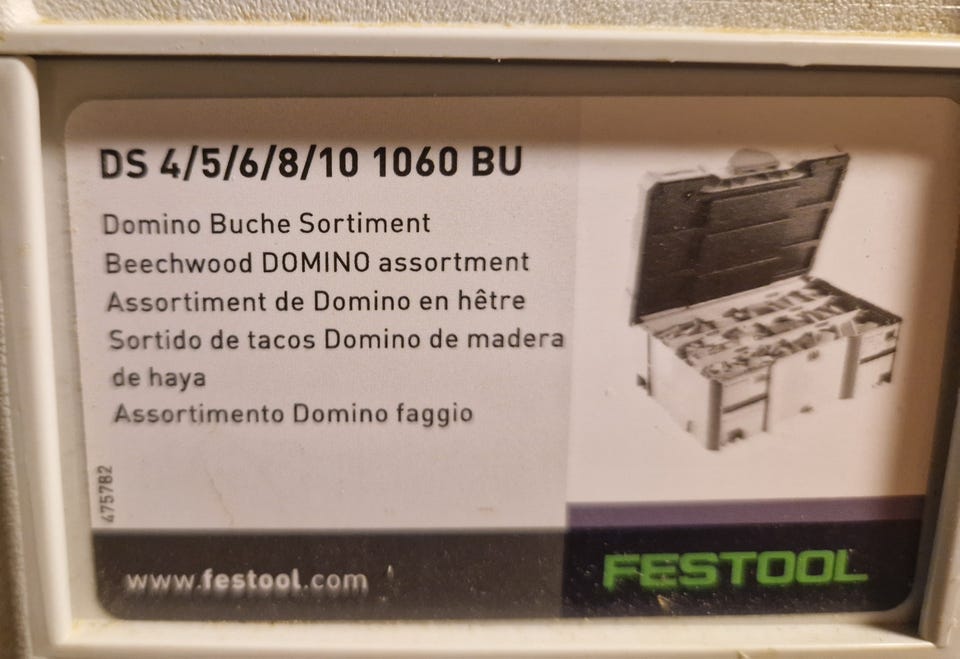 DS 4/5/6/8/10 1060 BU
Domino Buche Sortiment
Beechwood DOMINO assortment
Assortiment de Domino en hêtre
Sortido de tacos Domino de madera
de haya
Assortimento Domino faggio
475782
www.festool.com
FESTOOL